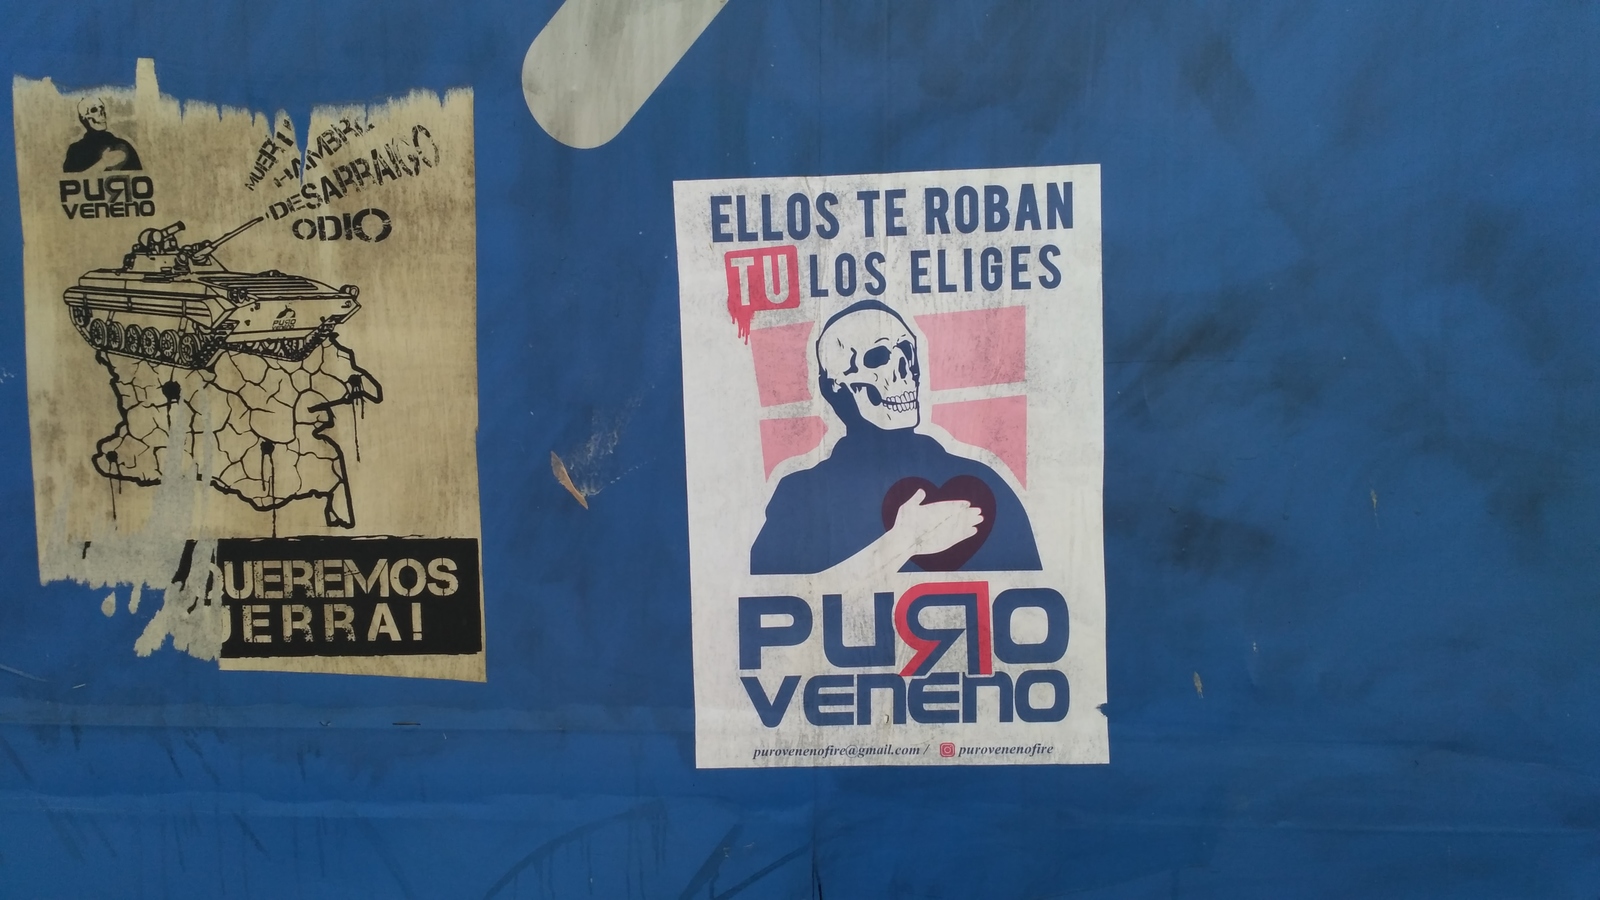 PURO
VENENO
HAMBRE
DESARRAIGO
ODIO
PURO
UEREMOS
ERRA!
ELLOS TE ROBAN
TU LOS ELIGES
PURO
VENENO
purovenenofire@gmail.com / purovenenofire